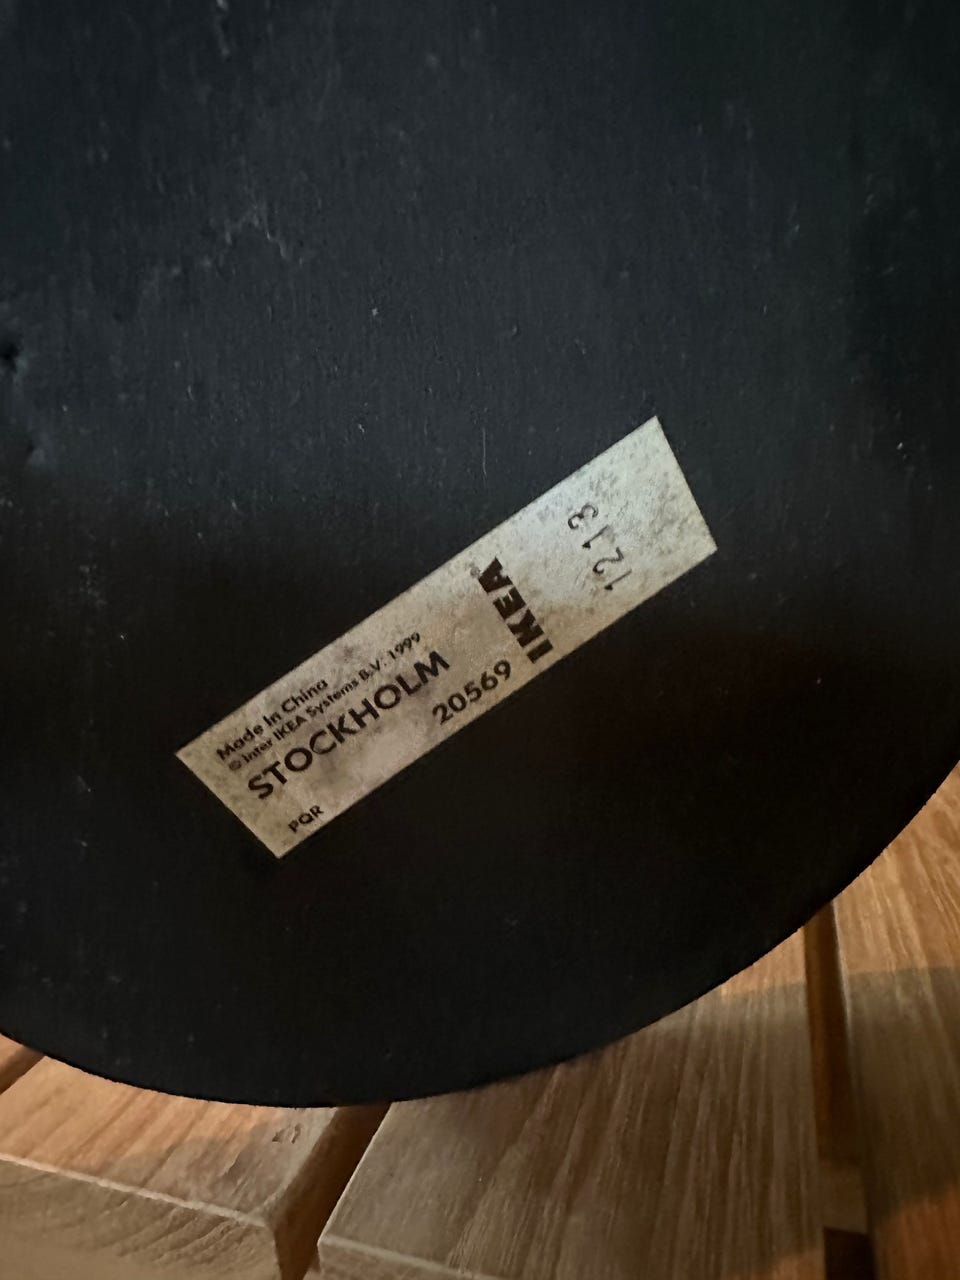 Made in China
© Inter IKEA Systems B.V. 1999
STOCKHOLM
20569
PQR
IKEA
1213